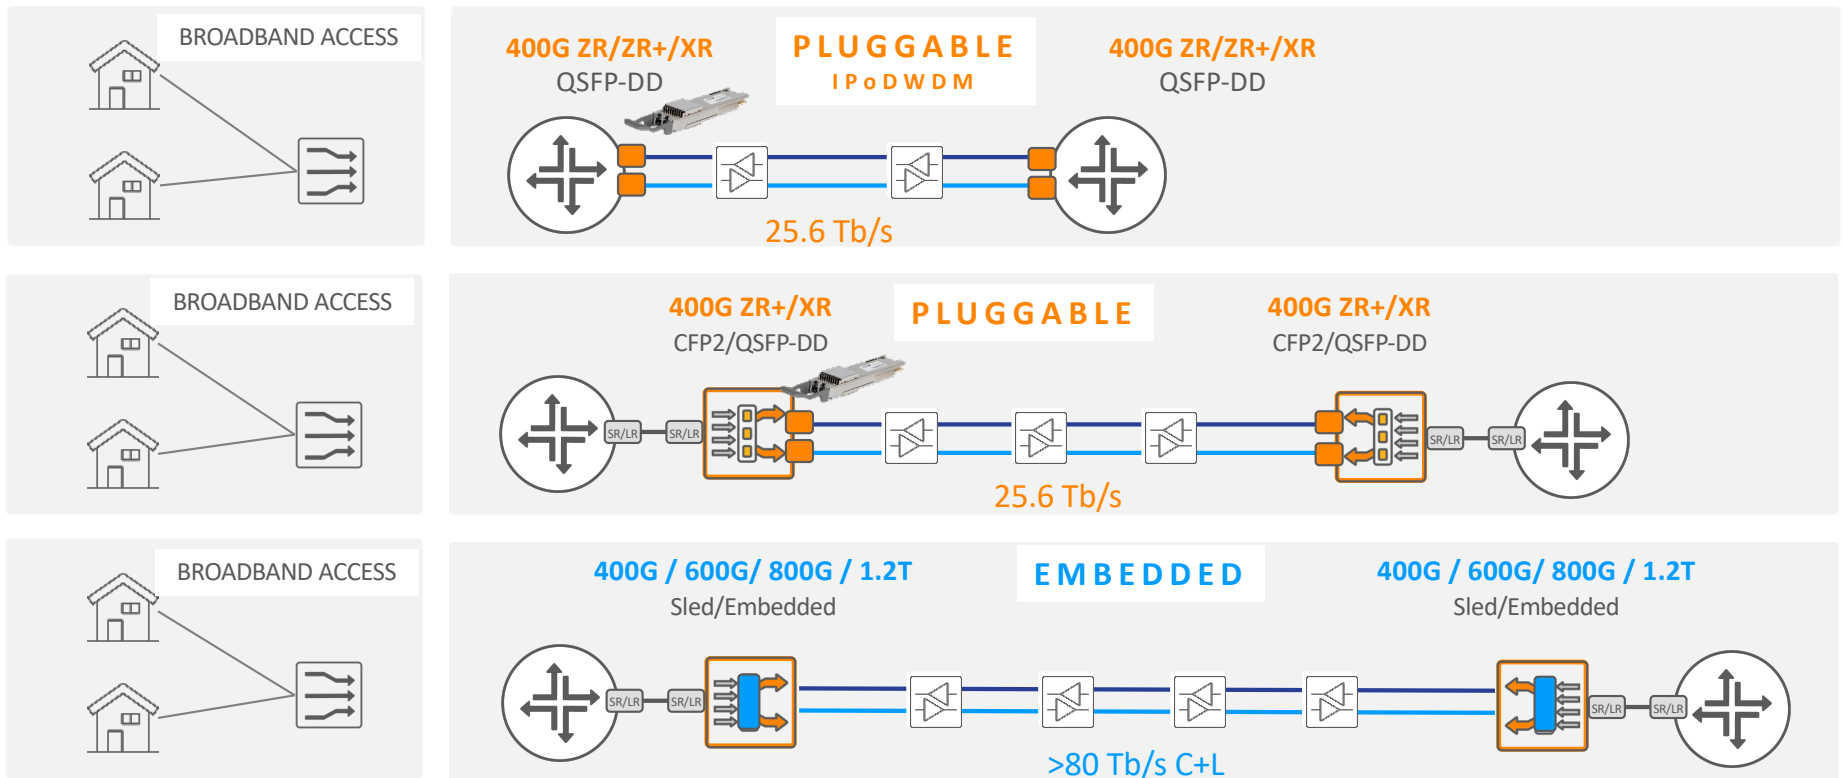 BROADBAND ACCESS
400G ZR/ZR+/XR
QSFP-DD
PLUGGABLE
IPoDWDM
400G ZR/ZR+/XR
QSFP-DD
25.6 Tb/s
BROADBAND ACCESS
400G ZR+/XR
CFP2/QSFP-DD
PLUGGABLE
400G ZR+/XR
CFP2/QSFP-DD
SR/LR
SR/LR
SR/LR
SR/LR
25.6 Tb/s
BROADBAND ACCESS
400G / 600G/ 800G / 1.2T
Sled/Embedded
EMBEDDED
400G / 600G/ 800G / 1.2T
Sled/Embedded
SR/LR
SR/LR
SR/LR
SR/LR
>80 Tb/s C+L